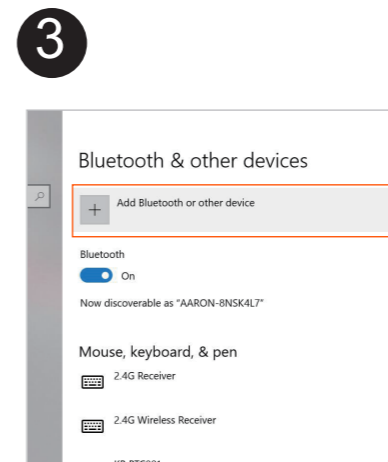 3
Bluetooth & other devices
Add Bluetooth or other device
Bluetooth
On
Now discoverable as "AARON-8NSK4L7"
Mouse, keyboard, & pen
2.4G Receiver
2.4G Wireless Receiver